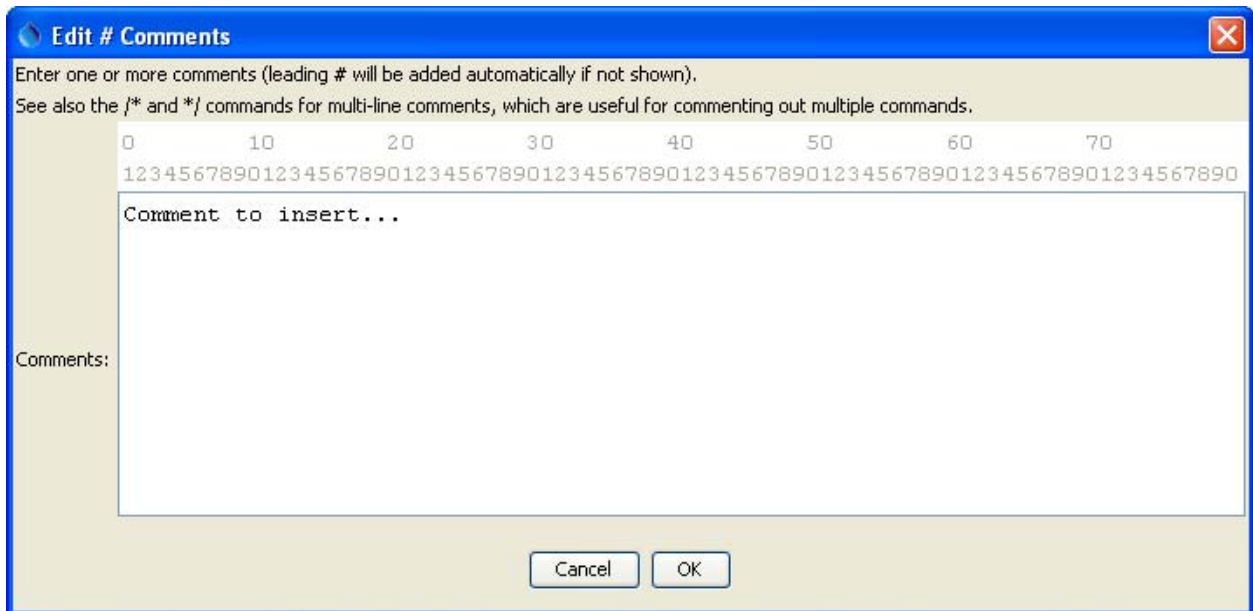 Edit # Comments
Enter one or more comments (leading # will be added automatically if not shown).
See also the /* and */ commands for multi-line comments, which are useful for commenting out multiple commands.
0 10 20 30 40 50 60 70
12345678901234567890123456789012345678901234567890123456789012345678901234567890
Comment to insert...
Comments:
Cancel OK